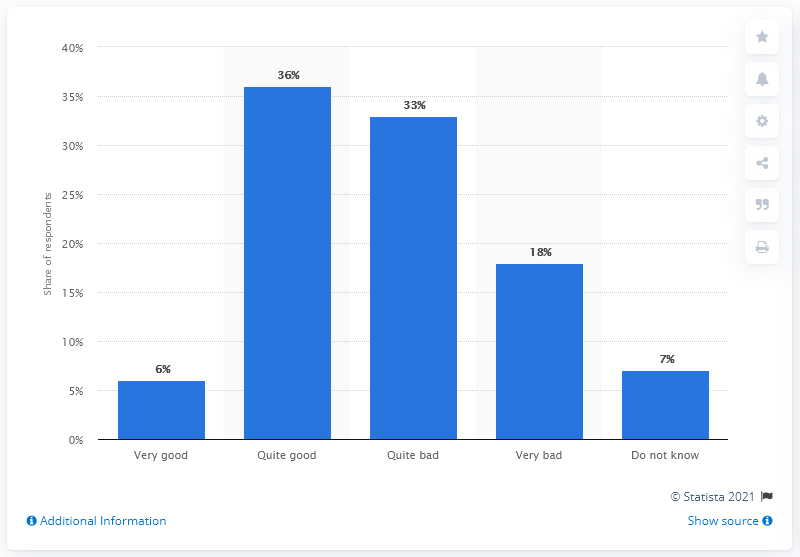 40%
35%
30%
25%
20%
15%
10%
5%
0%
Share of respondents
6%
36%
33%
18%
7%
Very good
Quite good
Quite bad
Very bad
Do not know
© Statista 2021
Additional Information
Show source